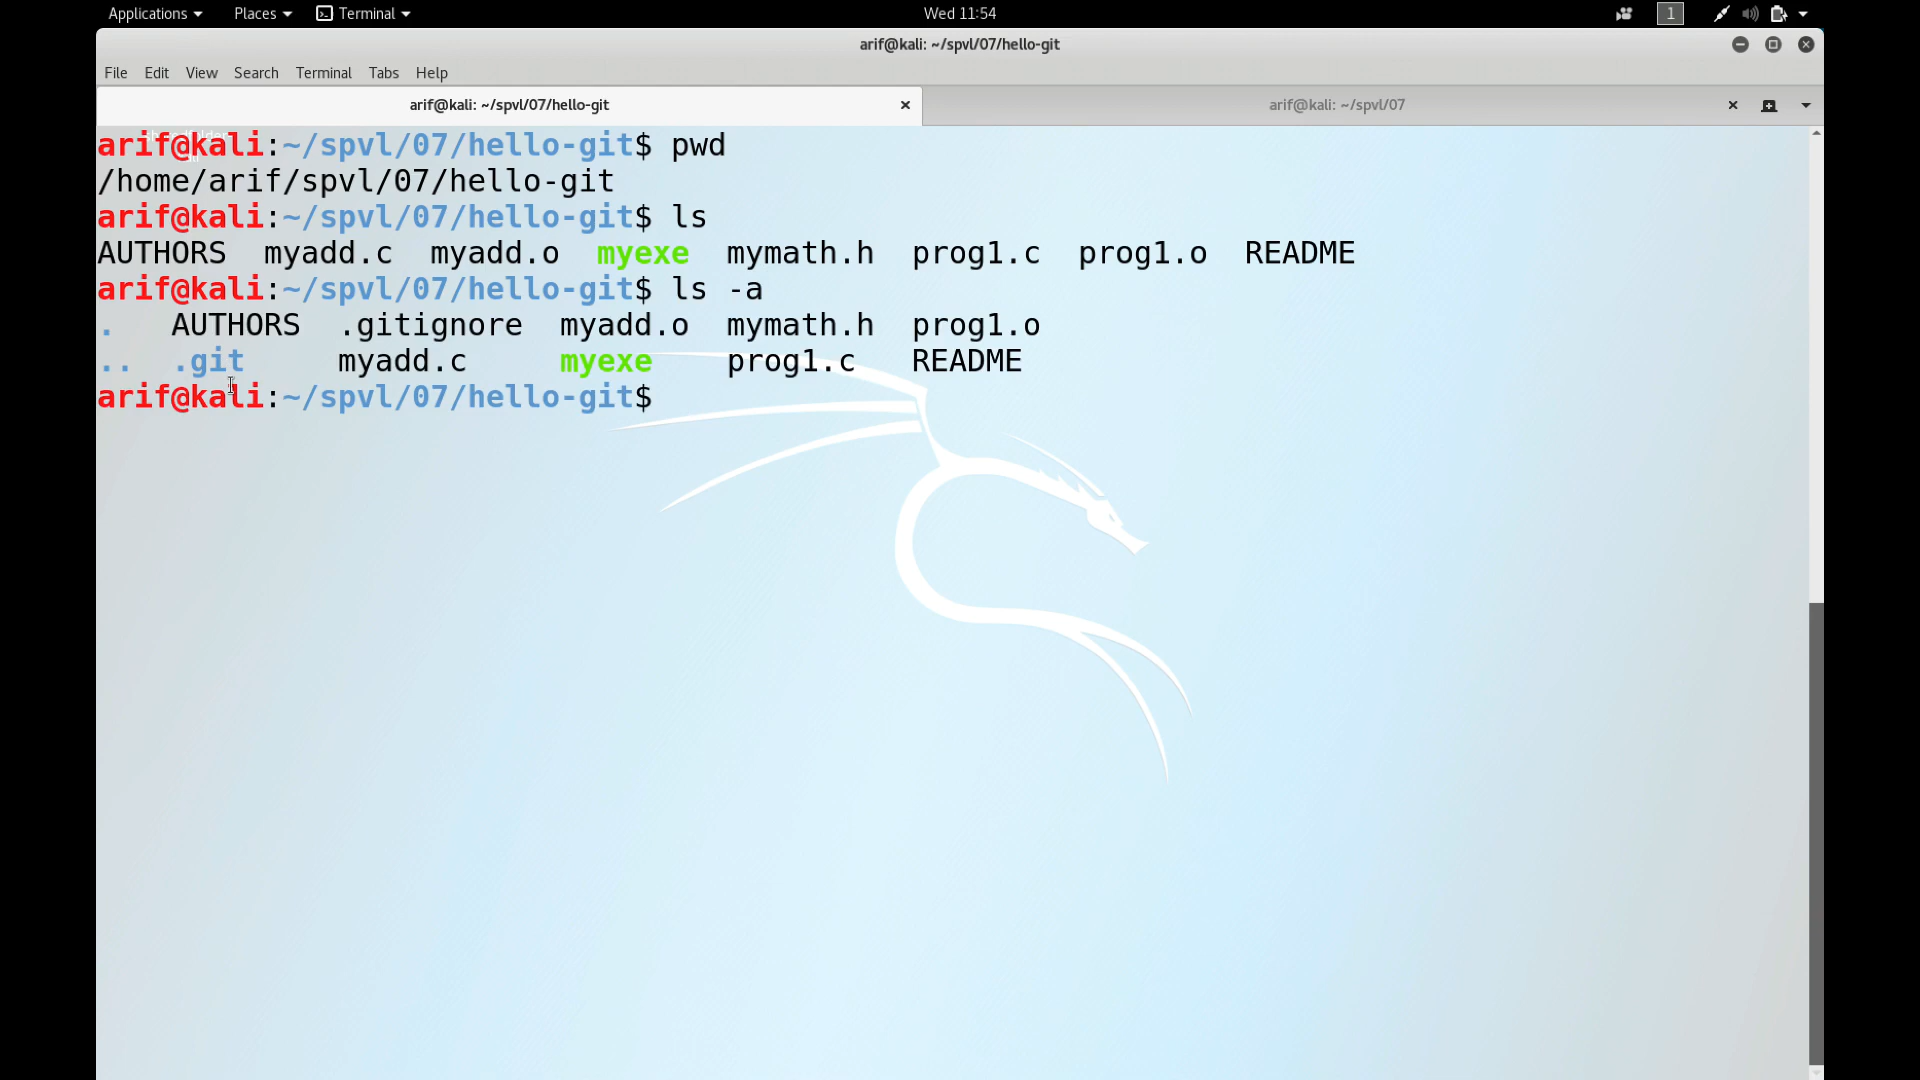 Applications Places Terminal Wed 11:54 1
arif@kali: ~/spvl/07/hello-git
File Edit View Search Terminal Tabs Help
arif@kali: ~/spvl/07/hello-git arif@kali: ~/spvl/07
arif@kali:~/spvl/07/hello-git$ pwd
/home/arif/spvl/07/hello-git
arif@kali:~/spvl/07/hello-git$ ls
AUTHORS myadd.c myadd.o myexe mymath.h prog1.c prog1.o README
arif@kali:~/spvl/07/hello-git$ ls -a
. AUTHORS .gitignore myadd.o mymath.h prog1.o
.. .git myadd.c myexe prog1.c README
arif@kali:~/spvl/07/hello-git$